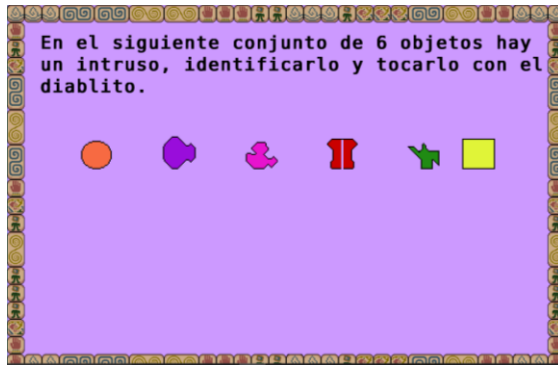 En el siguiente conjunto de 6 objetos hay
un intruso, identificarlo y tocarlo con el
diablito.